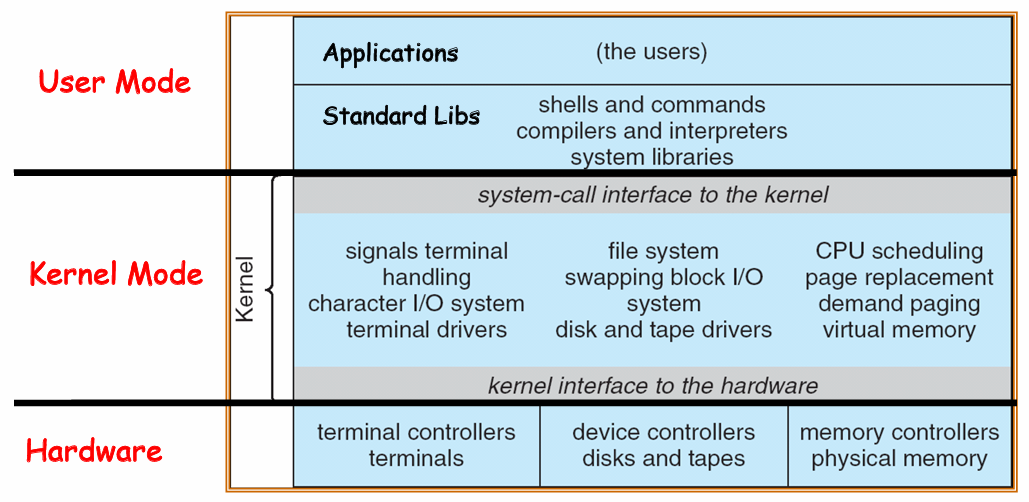 User Mode
Applications (the users)
Standard Libs
shells and commands
compilers and interpreters
system libraries
Kernel Mode
Kernel
system-call interface to the kernel
signals terminal
handling
character I/O system
terminal drivers
file system
swapping block I/O
system
disk and tape drivers
CPU scheduling
page replacement
demand paging
virtual memory
kernel interface to the hardware
Hardware
terminal controllers
terminals
device controllers
disks and tapes
memory controllers
physical memory